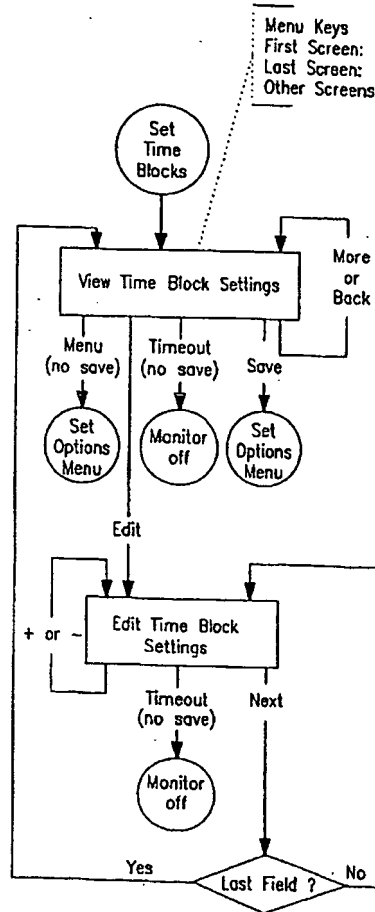 Menu Keys
First Screen:
Last Screen:
Other Screens
Set
Time
Blocks
View Time Block Settings
More
or
Back
Menu
(no save)
Timeout
(no save)
Save
Set
Options
Menu
Monitor
off
Set
Options
Menu
Edit
+ or -
Edit Time Block
Settings
Timeout
(no save)
Next
Monitor
off
Yes
Last Field ?
No